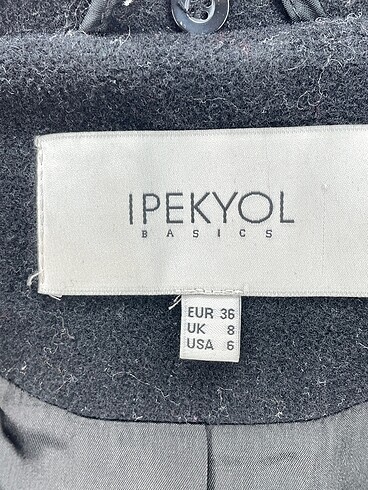 IPEKYOL
BASICS
EUR 36
UK 8
USA 6